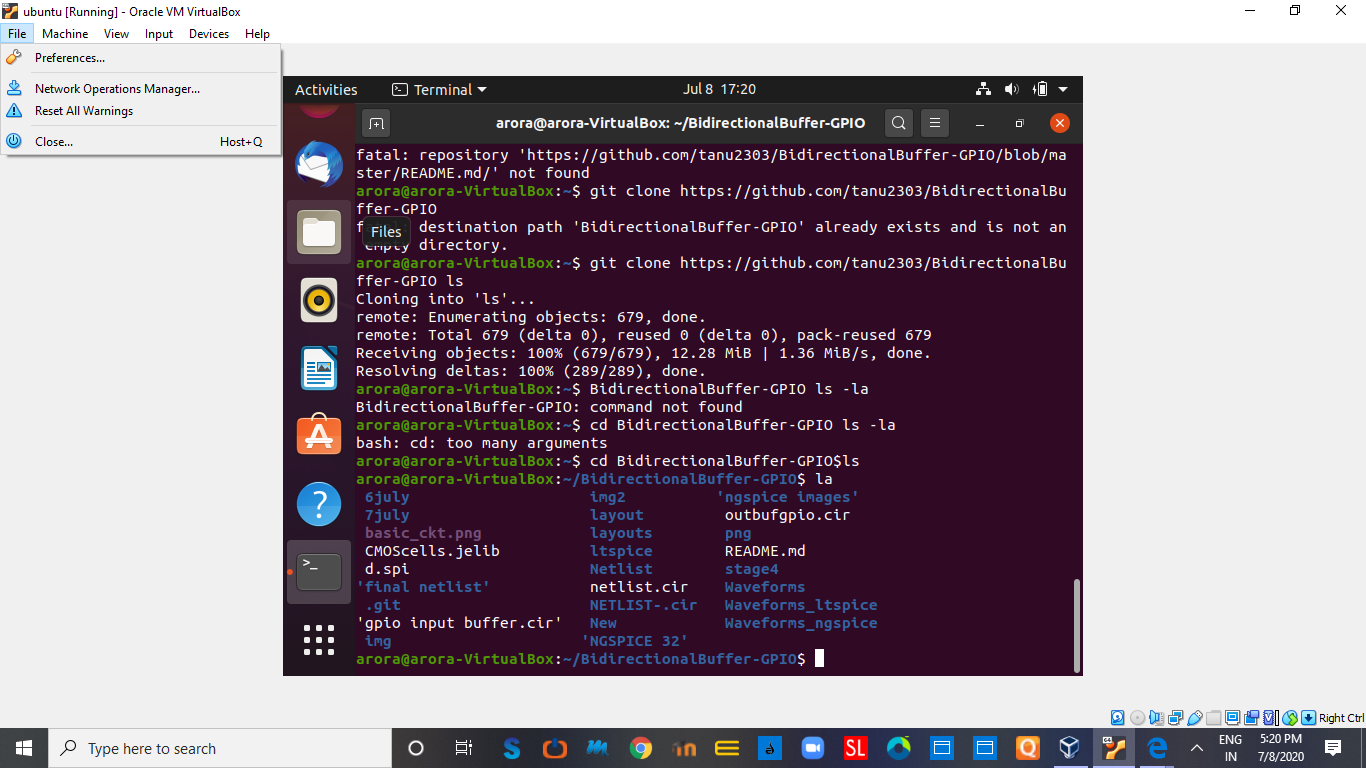 ubuntu [Running] - Oracle VM VirtualBox
File Machine View Input Devices Help
Preferences...
Network Operations Manager...
Reset All Warnings
Close... Host+Q
Activities Terminal Jul 8 17:20
arora@arora-VirtualBox: ~/BidirectionalBuffer-GPIO
fatal: repository 'https://github.com/tanu2303/BidirectionalBuffer-GPIO/blob/ma
ster/README.md/' not found
arora@arora-VirtualBox:~$ git clone https://github.com/tanu2303/BidirectionalBu
ffer-GPIO
f destination path 'BidirectionalBuffer-GPIO' already exists and is not an
empty directory.
Files
arora@arora-VirtualBox:~$ git clone https://github.com/tanu2303/BidirectionalBu
ffer-GPIO ls
Cloning into 'ls'...
remote: Enumerating objects: 679, done.
remote: Total 679 (delta 0), reused 0 (delta 0), pack-reused 679
Receiving objects: 100% (679/679), 12.28 MiB | 1.36 MiB/s, done.
Resolving deltas: 100% (289/289), done.
arora@arora-VirtualBox:~$ BidirectionalBuffer-GPIO ls -la
BidirectionalBuffer-GPIO: command not found
arora@arora-VirtualBox:~$ cd BidirectionalBuffer-GPIO ls -la
bash: cd: too many arguments
arora@arora-VirtualBox:~$ cd BidirectionalBuffer-GPIO$ls
arora@arora-VirtualBox:~/BidirectionalBuffer-GPIO$ la
6july img2 'ngspice images'
7july layout outbufgpio.cir
basic_ckt.png layouts png
CMOScells.jelib ltspice README.md
d.spi Netlist stage4
'final netlist' netlist.cir Waveforms
.git NETLIST-.cir Waveforms_ltspice
'gpio input buffer.cir' New Waveforms_ngspice
img 'NGSPICE 32'
arora@arora-VirtualBox:~/BidirectionalBuffer-GPIO$
Right Ctrl
Type here to search
SL
ENG
IN
5:20 PM
7/8/2020